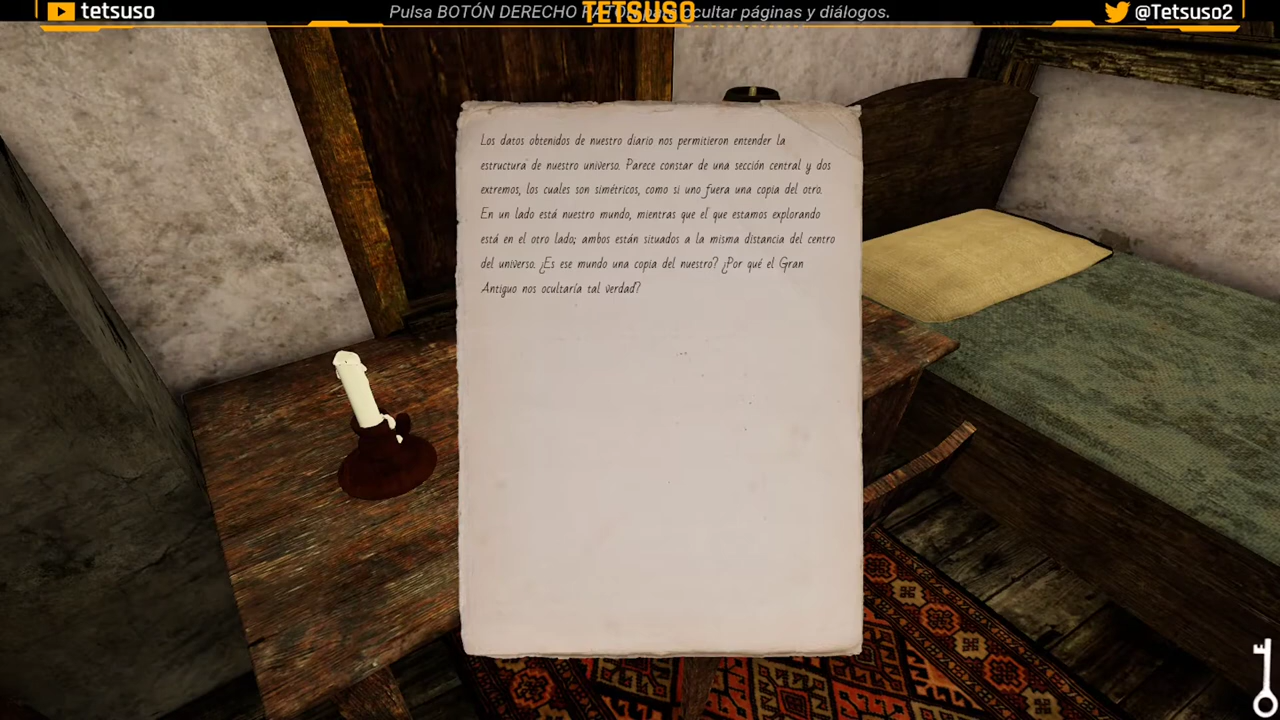 tetsuso
Pulsa BOTÓN DERECHO
TETSUSO
ocultar páginas y diálogos.
@Tetsuso2
Los datos obtenidos de nuestro diario nos permitieron entender la
estructura de nuestro universo. Parece constar de una sección central y dos
extremos, los cuales son simétricos, como si uno fuera una copia del otro.
En un lado está nuestro mundo, mientras que el que estamos explorando
está en el otro lado; ambos están situados a la misma distancia del centro
del universo. ¿Es ese mundo una copia del nuestro? ¿Por qué el Gran
Antiguo nos ocultaría tal verdad?